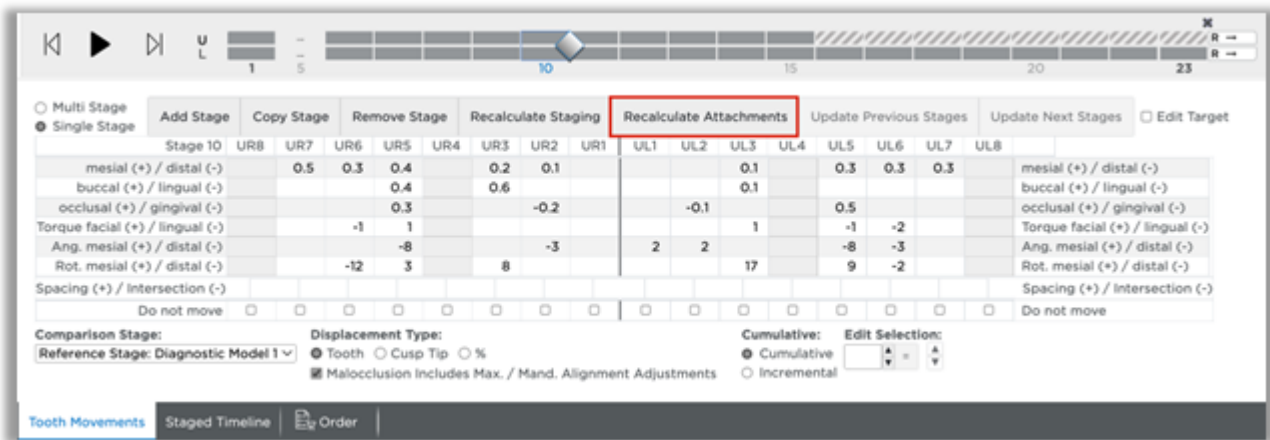 U
L
R →
R →
1 5 10 15 20 23
Multi Stage
Single Stage
Add Stage Copy Stage Remove Stage Recalculate Staging Recalculate Attachments Update Previous Stages Update Next Stages Edit Target
Stage 10 UR8 UR7 UR6 UR5 UR4 UR3 UR2 UR1 UL1 UL2 UL3 UL4 UL5 UL6 UL7 UL8
mesial (+) / distal (-) 0.5 0.3 0.4 0.2 0.1 0.1 0.3 0.3 0.3 mesial (+) / distal (-)
buccal (+) / lingual (-) 0.4 0.6 0.1 buccal (+) / lingual (-)
occlusal (+) / gingival (-) 0.3 -0.2 -0.1 0.5 occlusal (+) / gingival (-)
Torque facial (+) / lingual (-) -1 1 1 -1 -2 Torque facial (+) / lingual (-)
Ang. mesial (+) / distal (-) -8 -3 2 2 -8 -3 Ang. mesial (+) / distal (-)
Rot. mesial (+) / distal (-) -12 3 8 17 9 -2 Rot. mesial (+) / distal (-)
Spacing (+) / Intersection (-) Spacing (+) / Intersection (-)
Do not move Do not move
Comparison Stage: Displacement Type: Cumulative: Edit Selection:
Reference Stage: Diagnostic Model 1 Tooth Cusp Tip % Cumulative =
Malocclusion Includes Max. / Mand. Alignment Adjustments Incremental
Tooth Movements Staged Timeline Order